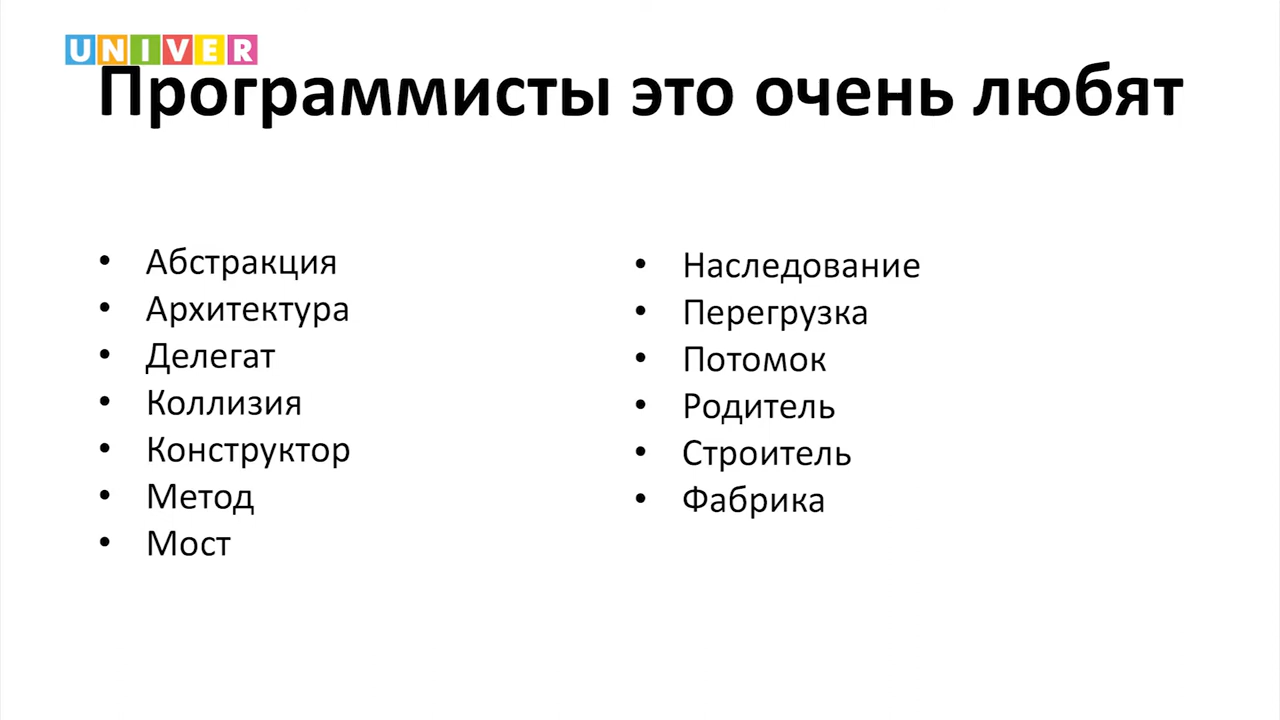 UNIVER
Программисты это очень любят
• Абстракция
• Архитектура
• Делегат
• Коллизия
• Конструктор
• Метод
• Мост
• Наследование
• Перегрузка
• Потомок
• Родитель
• Строитель
• Фабрика